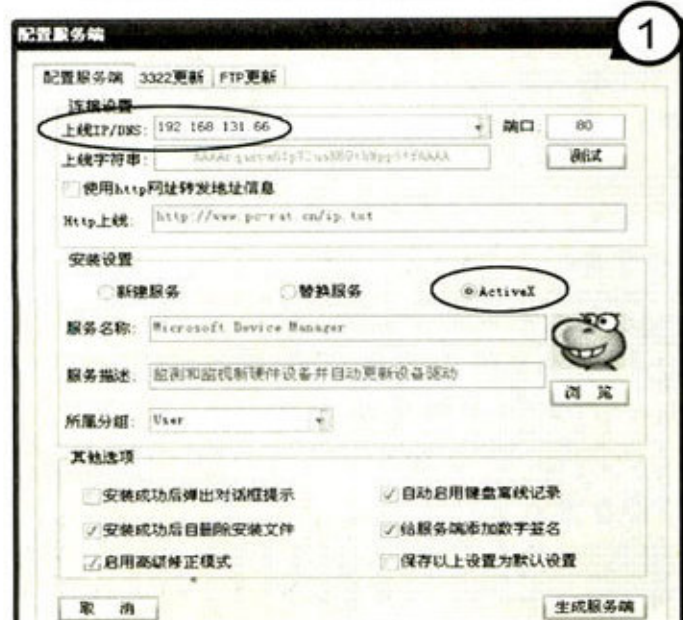 配置服务端
1
配置服务端 3322更新 FTP更新
连接设置
上线IP/DNS: 192 168 131 66 端口 80
上线字符串: 测试
使用http网址转发地址信息
Http上线: http://www.pc-rat.cn/ip.txt
安装设置
新建服务 替换服务 ActiveX
服务名称: Microsoft Device Manager
服务描述: 监测和监视新硬件设备并自动更新设备驱动
浏览
所属分组: User
其他选项
安装成功后弹出对话框提示 自动启用键盘离线记录
安装成功后自删除安装文件 给服务端添加数字签名
启用高级修正模式 保存以上设置为默认设置
取消 生成服务端